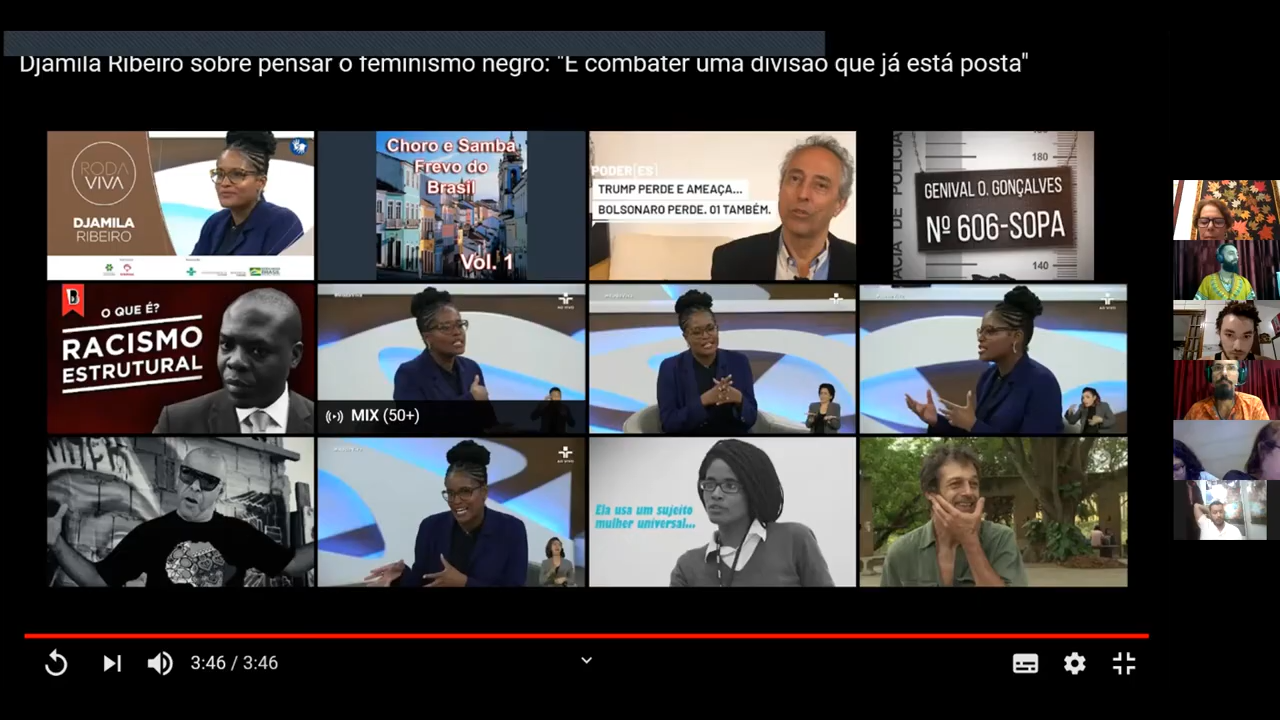 Djamila Ribeiro sobre pensar o feminismo negro: "É combater uma divisão que já está posta"
RODA
VIVA
DJAMILA
RIBEIRO
Choro e Samba
Frevo do
Brasil
Vol. 1
PODER[ES]
TRUMP PERDE E AMEAÇA...
BOLSONARO PERDE. 01 TAMBÉM.
180
GENIVAL O. GONÇALVES
Nº 606-SOPA
140
O QUE É?
RACISMO
ESTRUTURAL
MIX (50+)
Ela usa um sujeito
mulher universal...
3:46 / 3:46